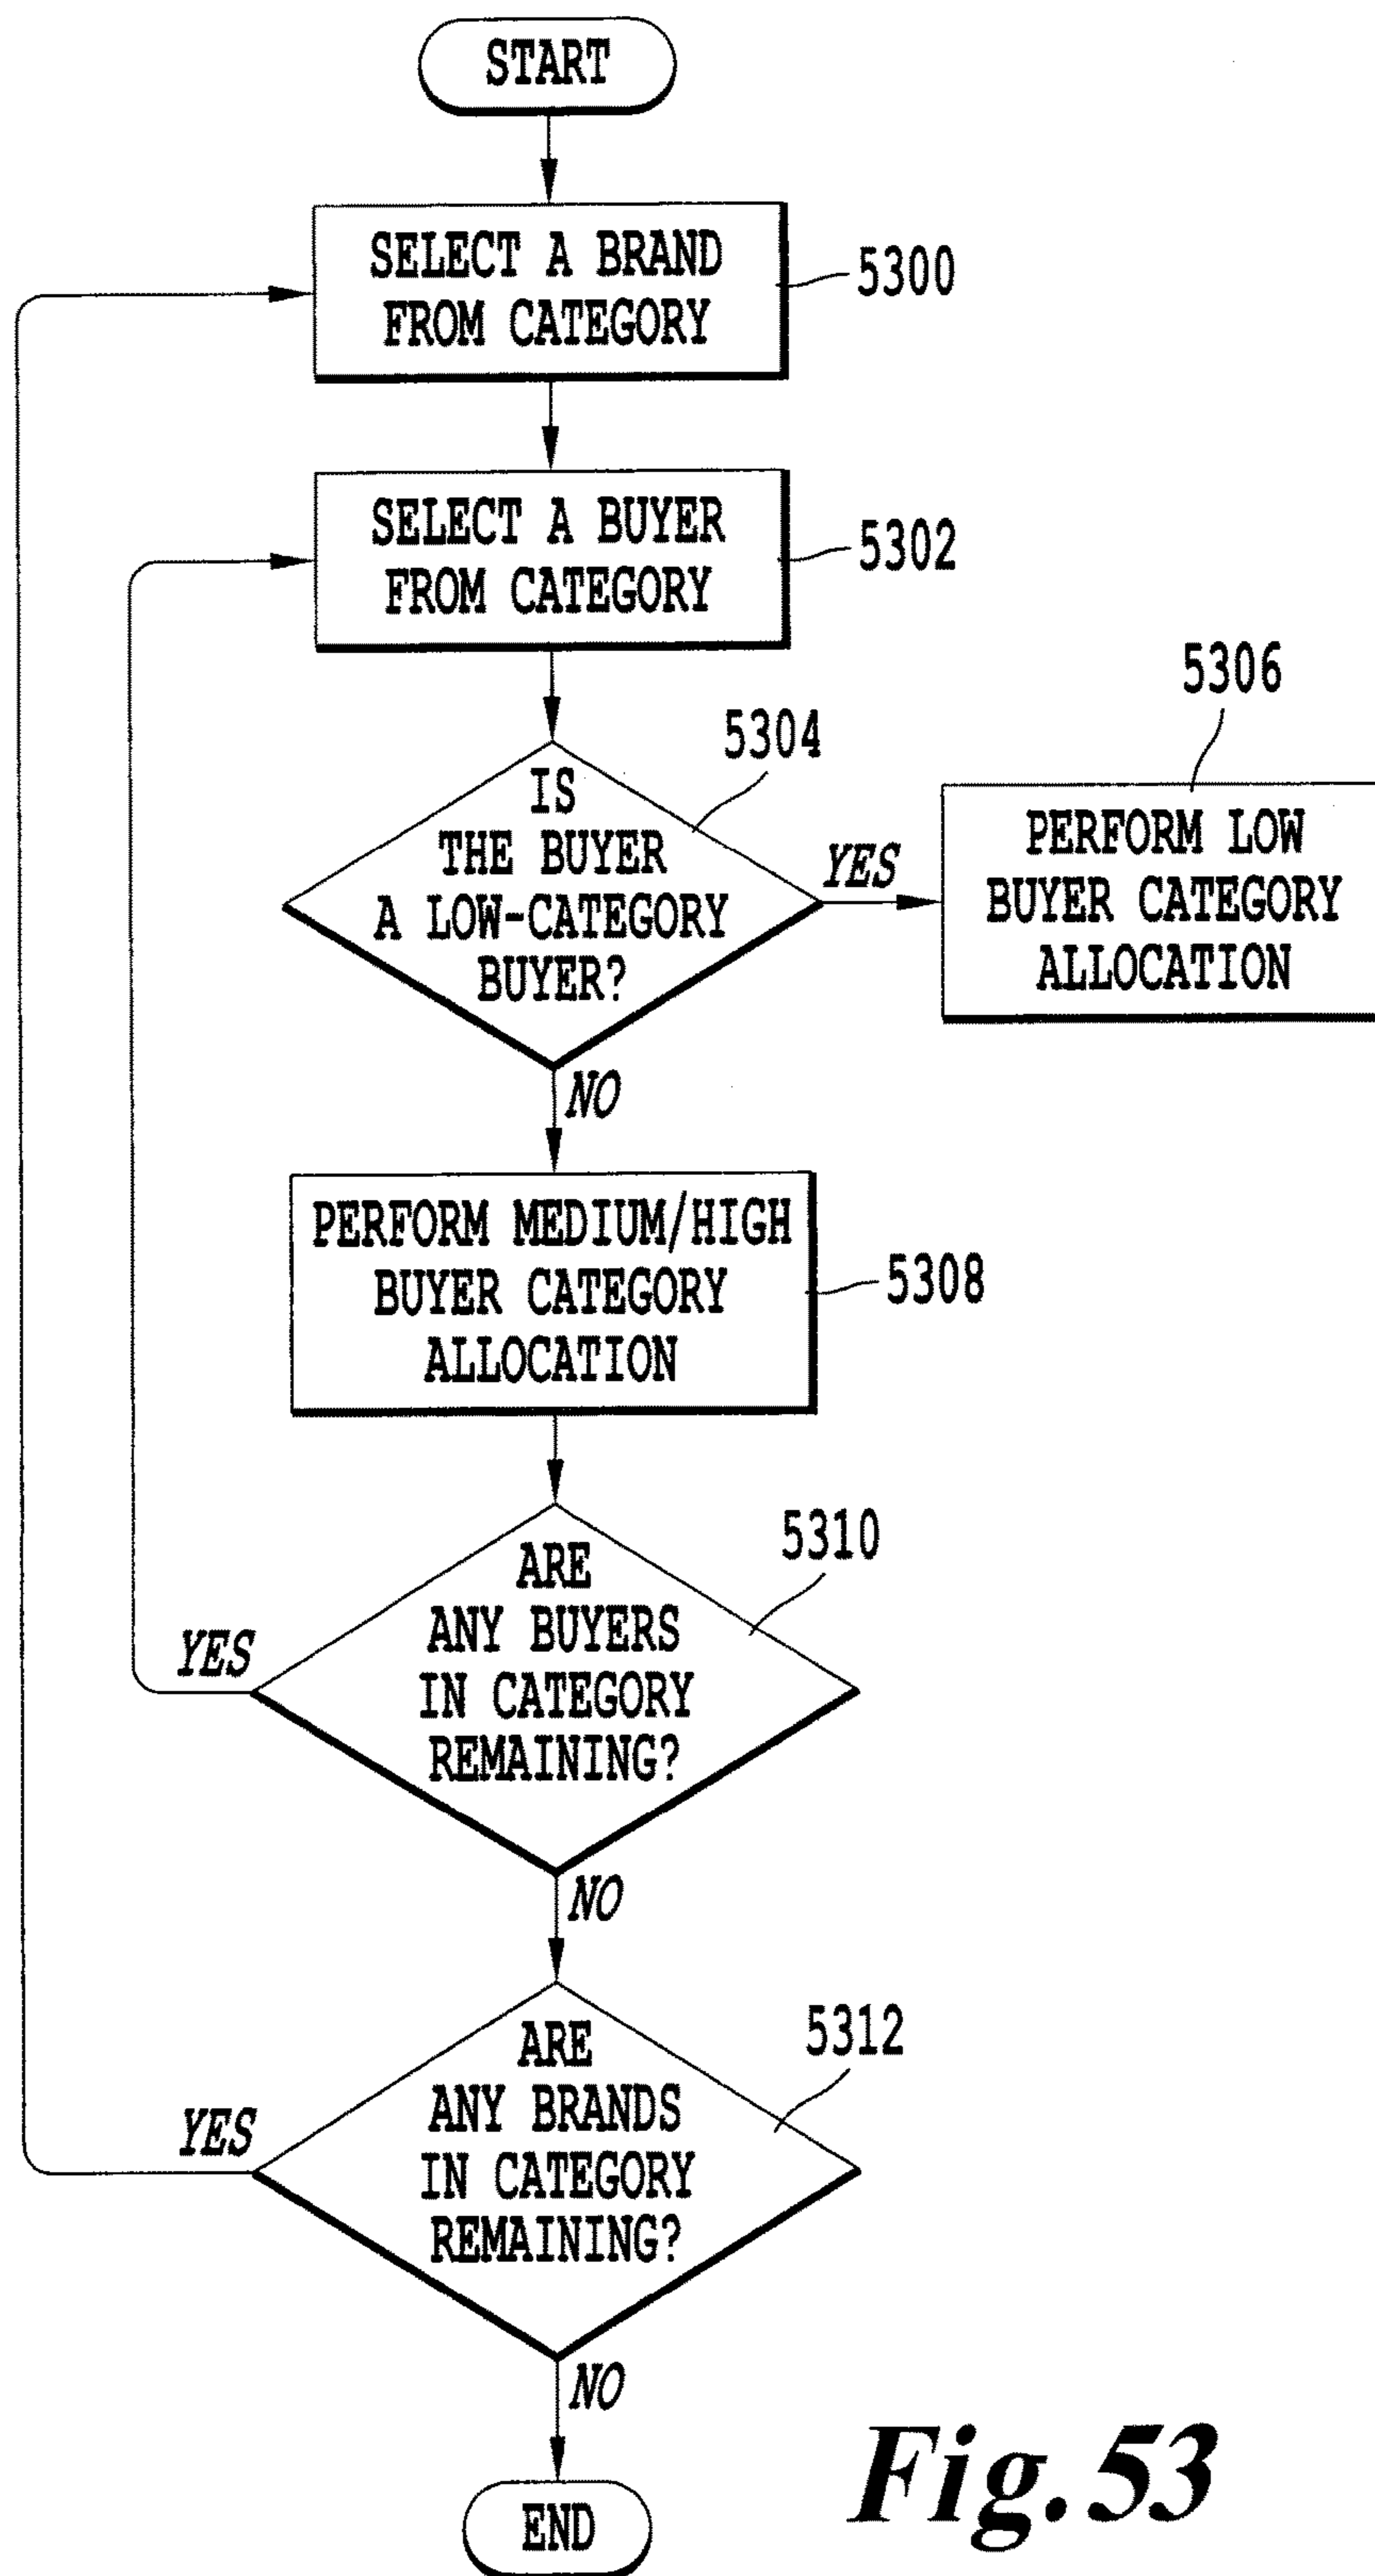 START
SELECT A BRAND
FROM CATEGORY
5300
SELECT A BUYER
FROM CATEGORY
5302
5304
IS
THE BUYER
A LOW-CATEGORY
BUYER?
YES
5306
PERFORM LOW
BUYER CATEGORY
ALLOCATION
NO
PERFORM MEDIUM/HIGH
BUYER CATEGORY
ALLOCATION
5308
5310
ARE
ANY BUYERS
IN CATEGORY
REMAINING?
YES
NO
5312
ARE
ANY BRANDS
IN CATEGORY
REMAINING?
YES
NO
END
Fig. 53